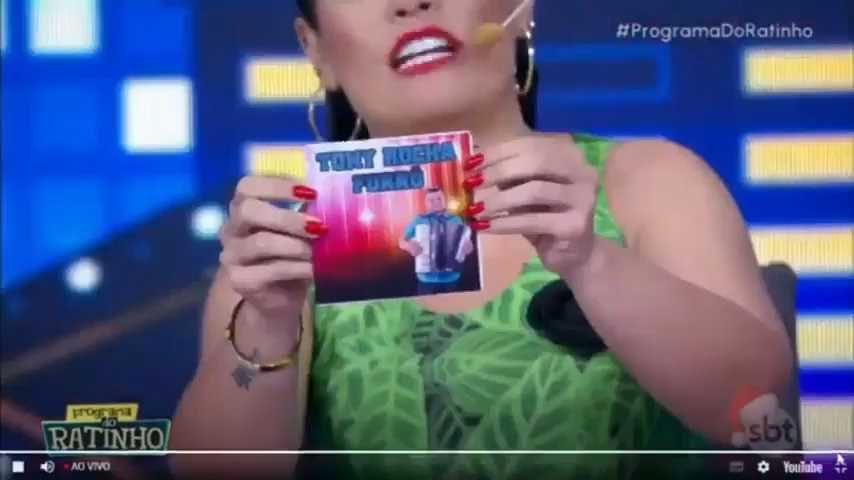 #ProgramaDoRatinho
TONY ROCHA
FORRÓ
programa
do
RATINHO
sbt
AO VIVO
YouTube